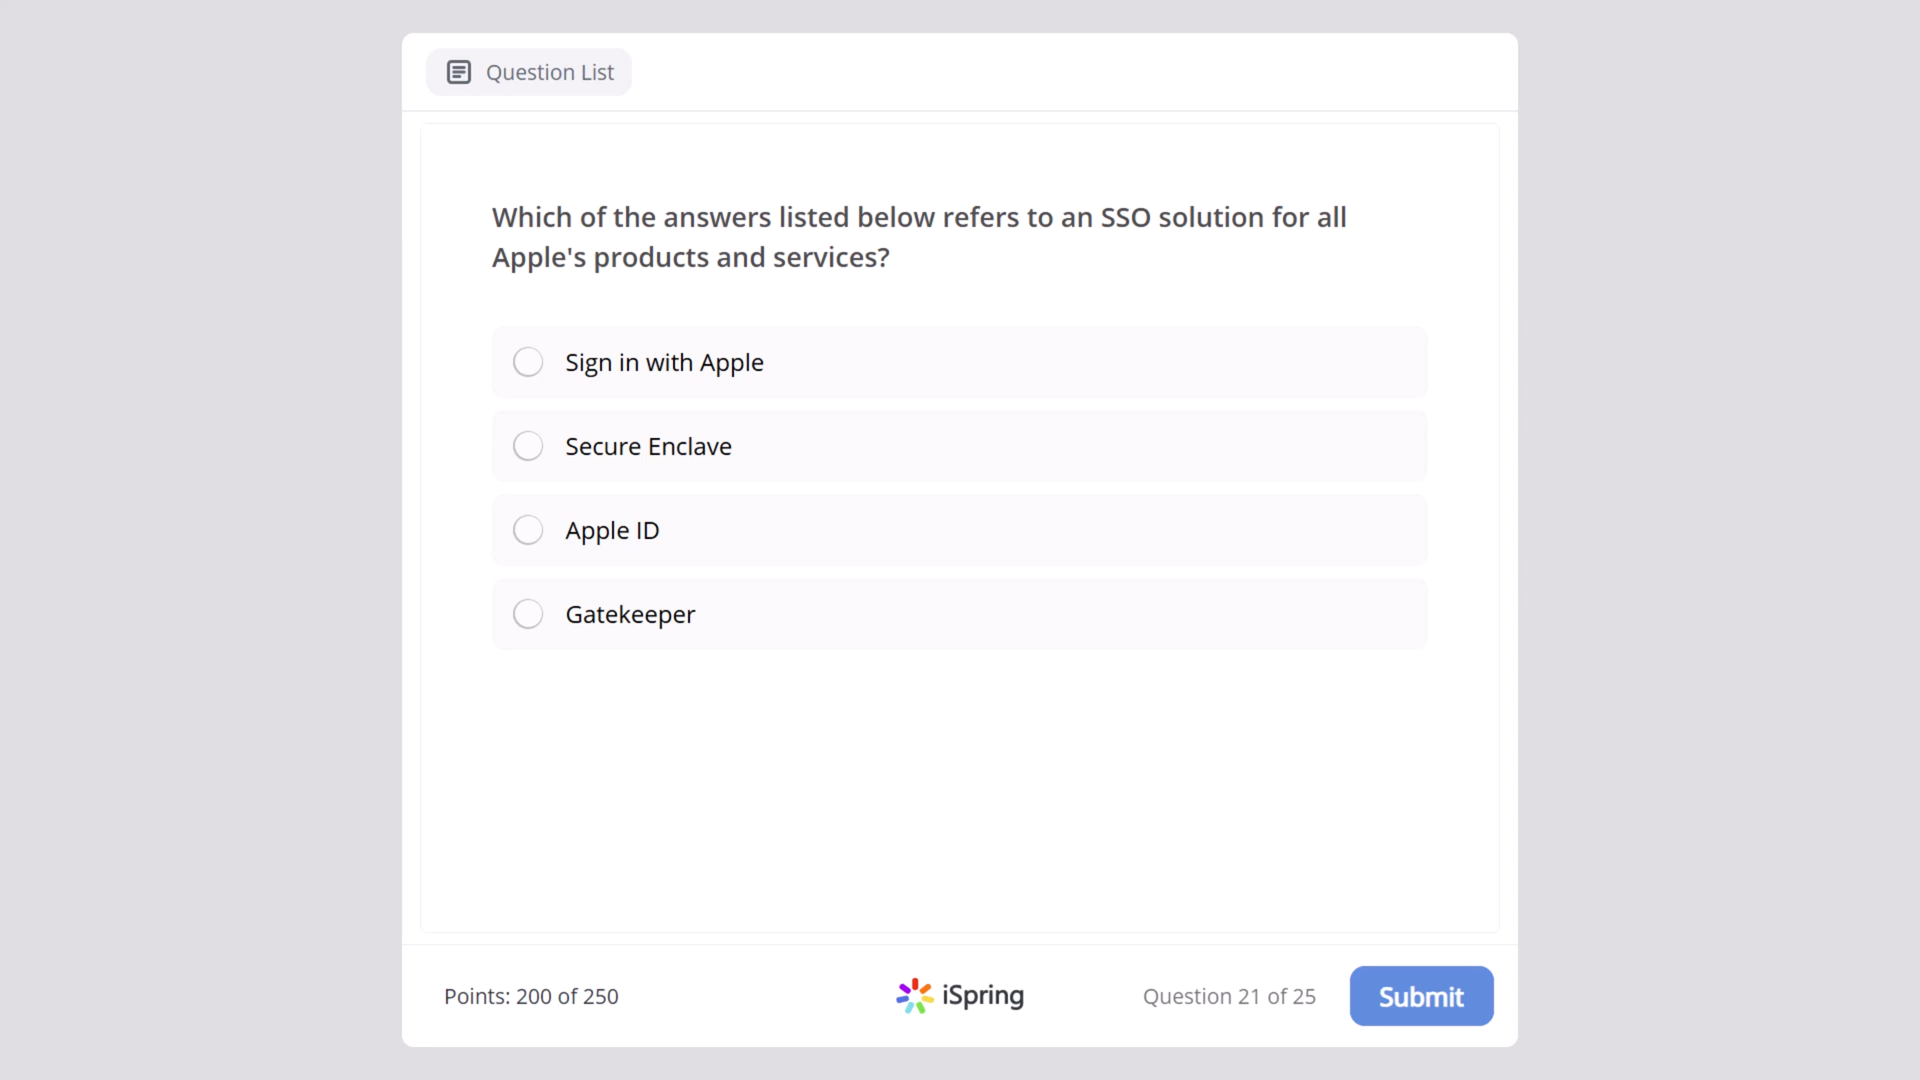 Question List
Which of the answers listed below refers to an SSO solution for all
Apple's products and services?
Sign in with Apple
Secure Enclave
Apple ID
Gatekeeper
Points: 200 of 250
iSpring
Question 21 of 25
Submit